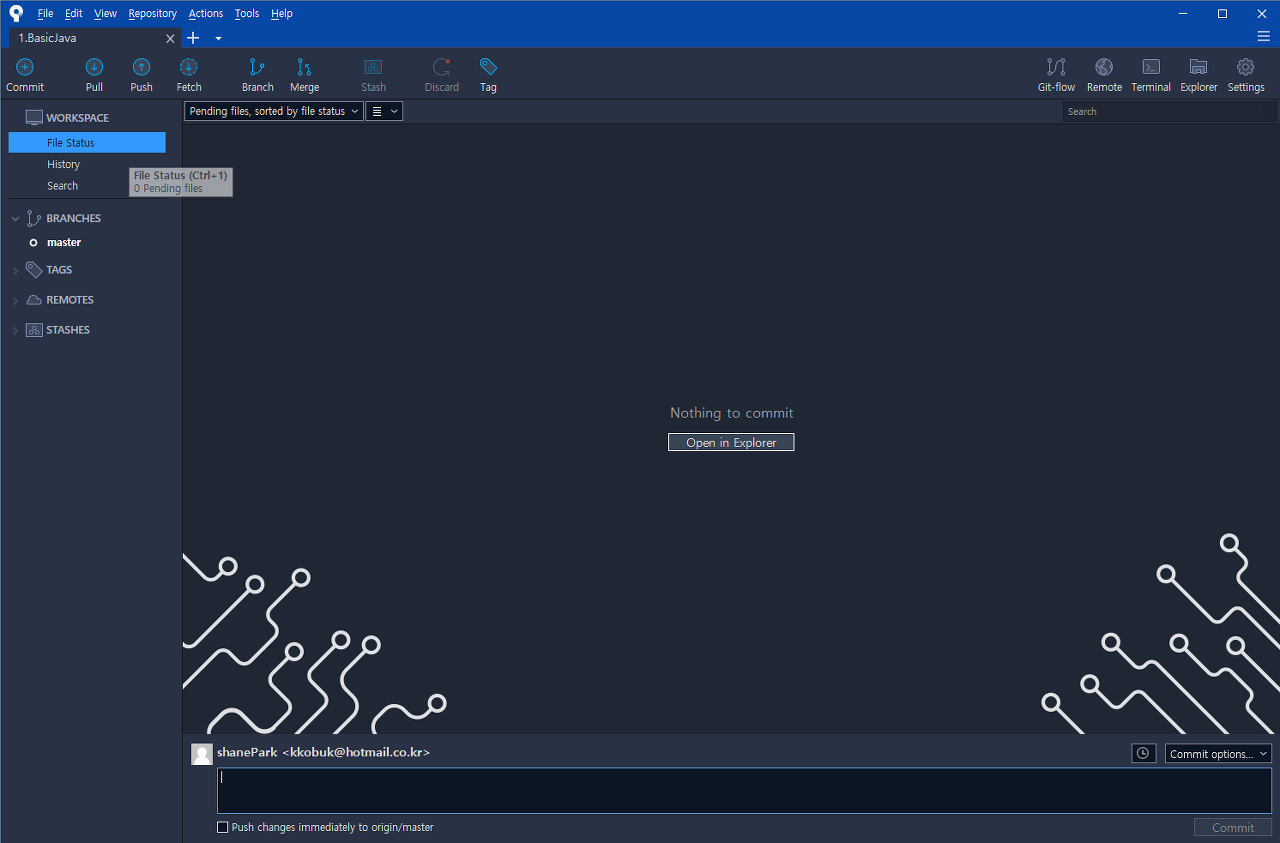 File Edit View Repository Actions Tools Help
1.BasicJava
Commit Pull Push Fetch Branch Merge Stash Discard Tag Git-flow Remote Terminal Explorer Settings
Pending files, sorted by file status
Search
WORKSPACE
File Status
History
Search
File Status (Ctrl+1)
0 Pending files
BRANCHES
master
TAGS
REMOTES
STASHES
Nothing to commit
Open in Explorer
shanePark <kkobuk@hotmail.co.kr>
Commit options...
Push changes immediately to origin/master
Commit